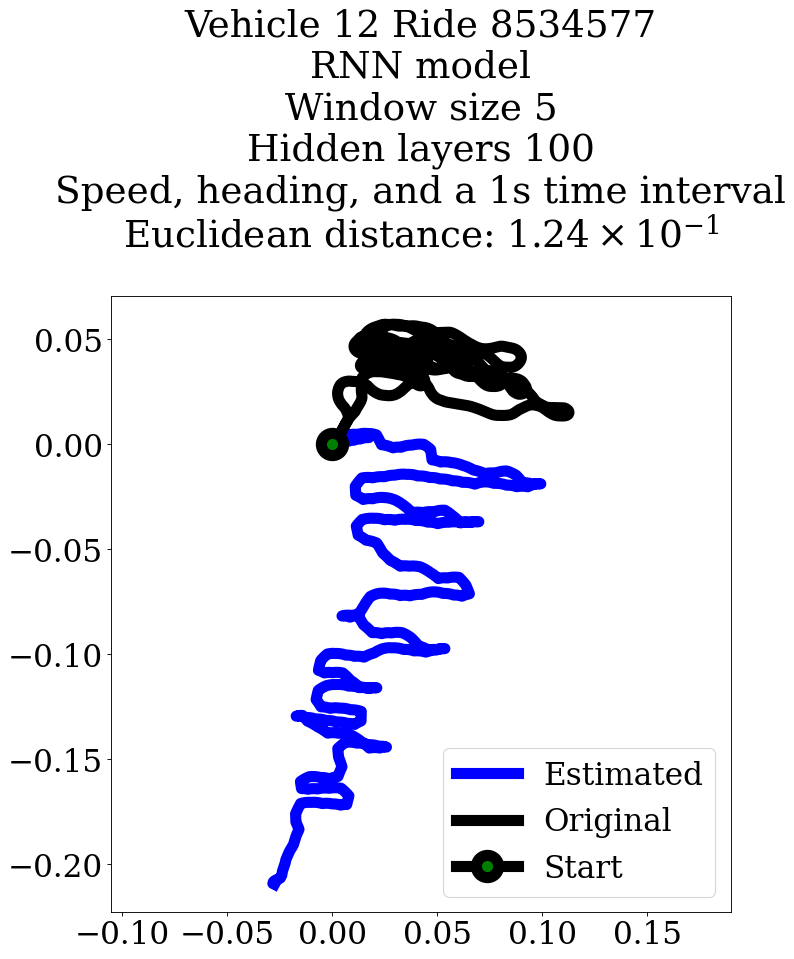 Vehicle 12 Ride 8534577
RNN model
Window size 5
Hidden layers 100
Speed, heading, and a 1s time interval
Euclidean distance: 1.24 × 10⁻¹
0.05
0.00
−0.05
−0.10
−0.15
−0.20
Estimated
Original
Start
−0.10 −0.05 0.00 0.05 0.10 0.15